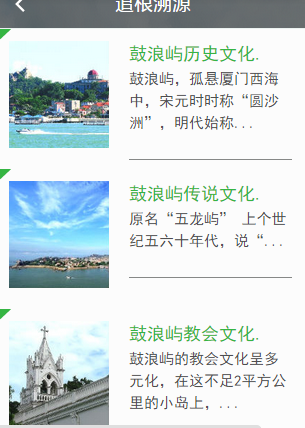 追根溯源
鼓浪屿历史文化.
鼓浪屿，孤悬厦门西海
中，宋元时时称“圆沙
洲”，明代始称...
鼓浪屿传说文化.
原名“五龙屿” 上个世
纪五六十年代，说“...
鼓浪屿教会文化.
鼓浪屿的教会文化呈多
元化，在这不足2平方公
里的小岛上，...